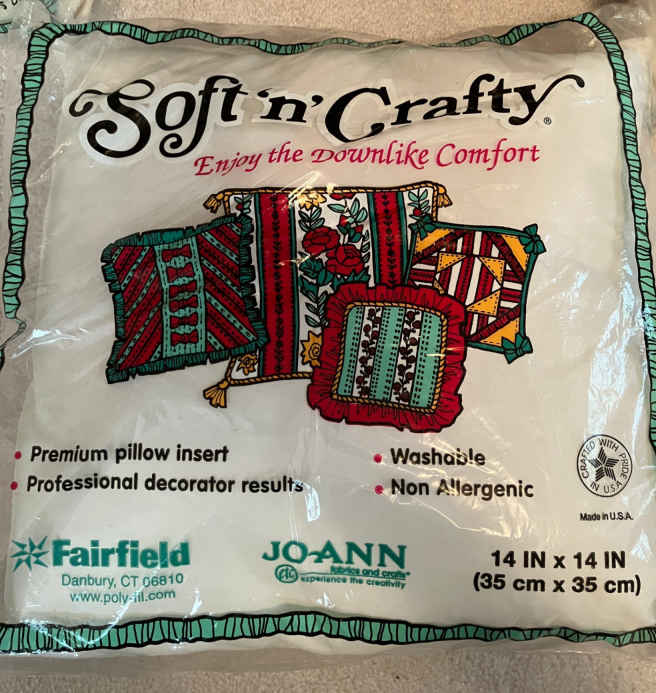 Soft 'n' Crafty®
Enjoy the Downlike Comfort
• Premium pillow insert
• Professional decorator results
• Washable
• Non Allergenic
CRAFTED WITH PRIDE
IN U.S.A.
Made in U.S.A.
Fairfield
Danbury, CT 06810
www.poly-fil.com
JO-ANN
etc
fabrics and crafts
experience the creativity
14 IN x 14 IN
(35 cm x 35 cm)